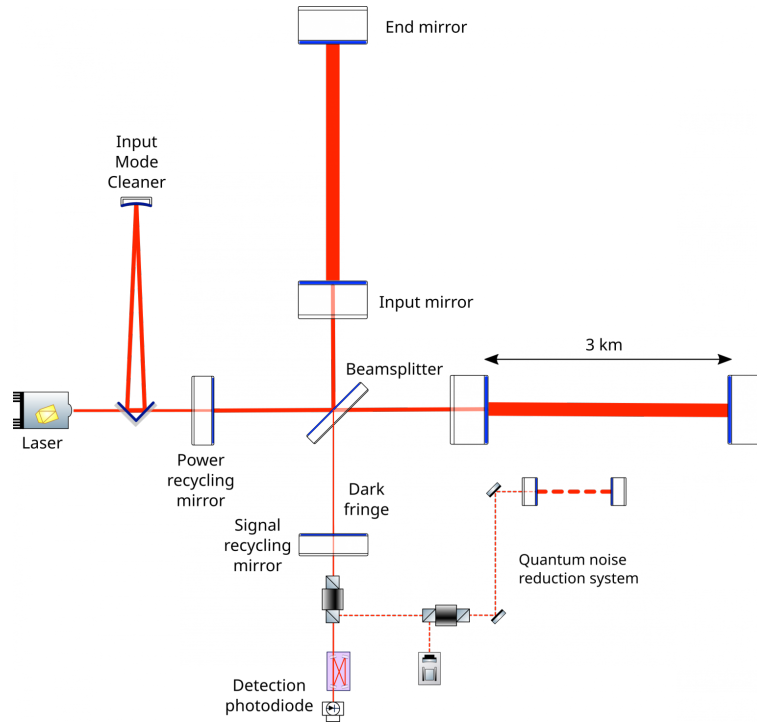 End mirror
Input
Mode
Cleaner
Input mirror
3 km
Beamsplitter
Laser
Power
recycling
mirror
Dark
fringe
Signal
recycling
mirror
Quantum noise
reduction system
Detection
photodiode